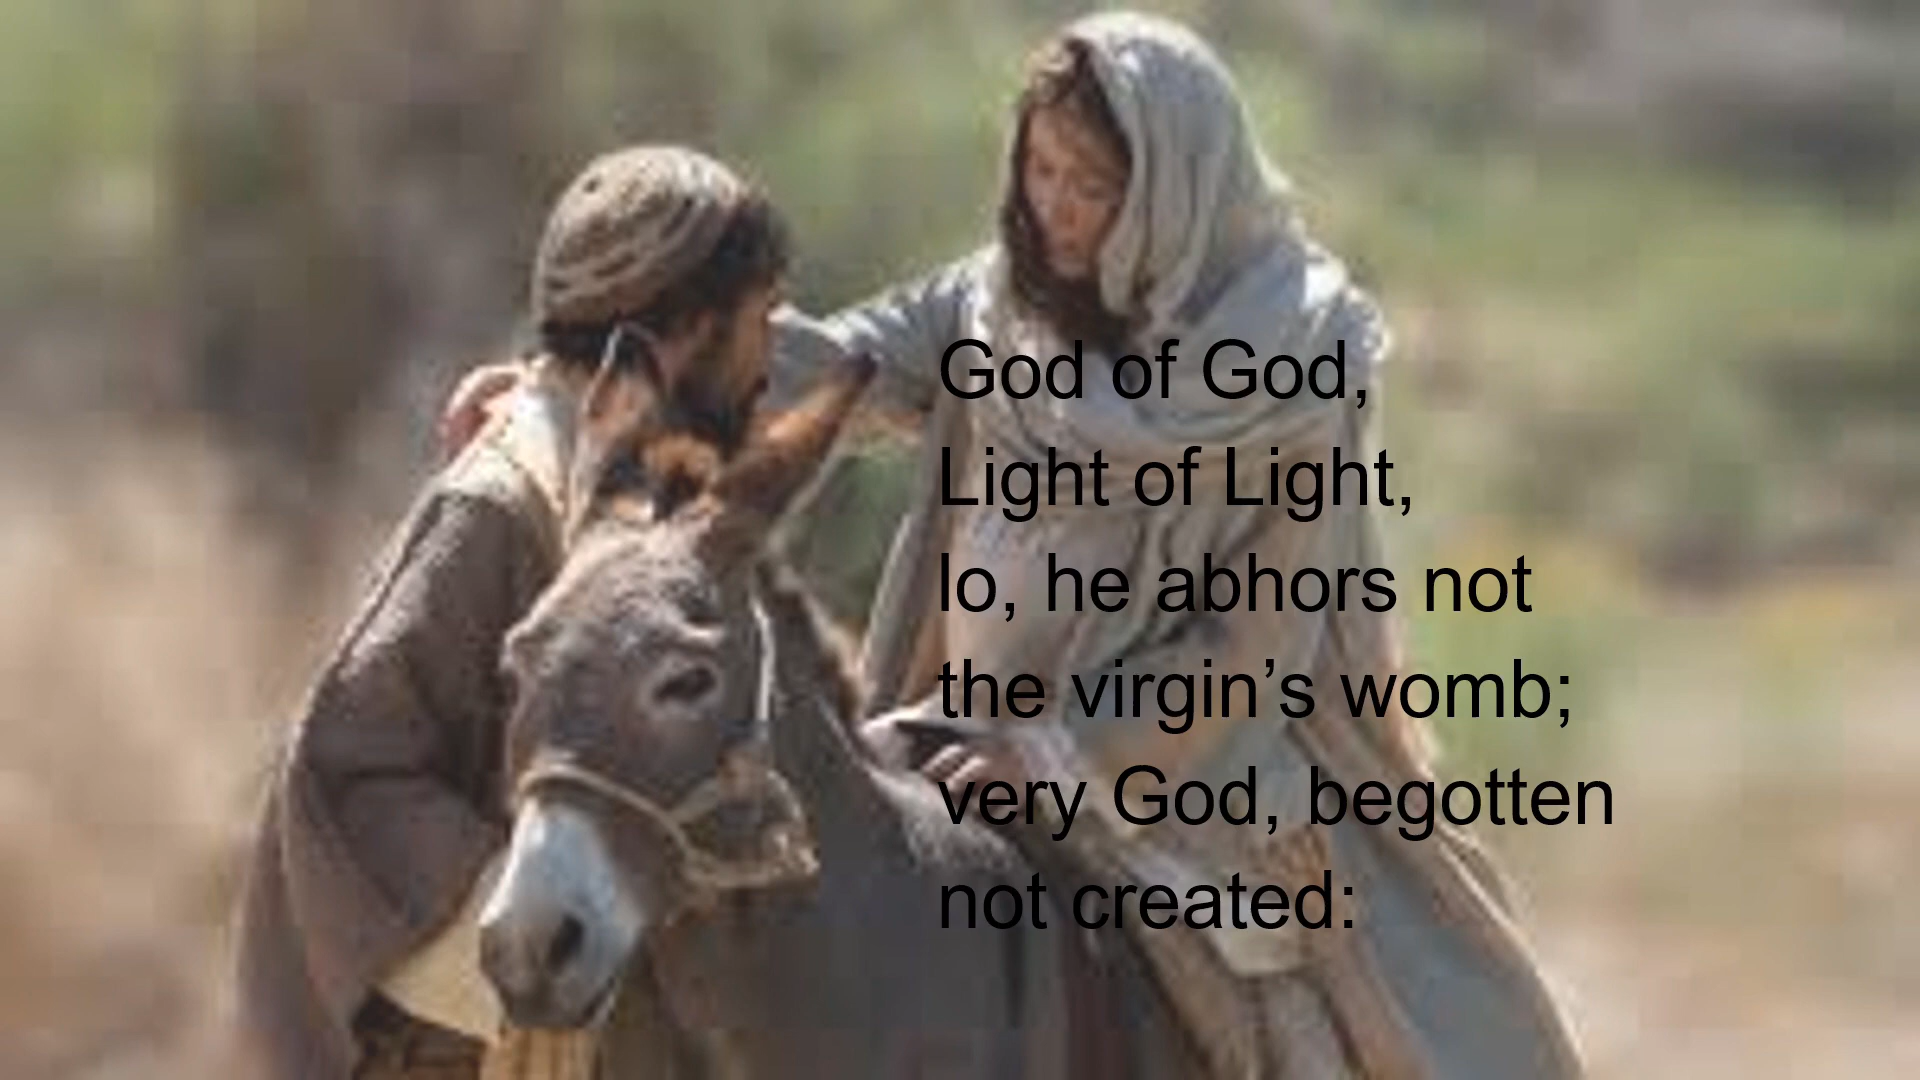 God of God,
Light of Light,
lo, he abhors not
the virgin’s womb;
very God, begotten
not created: